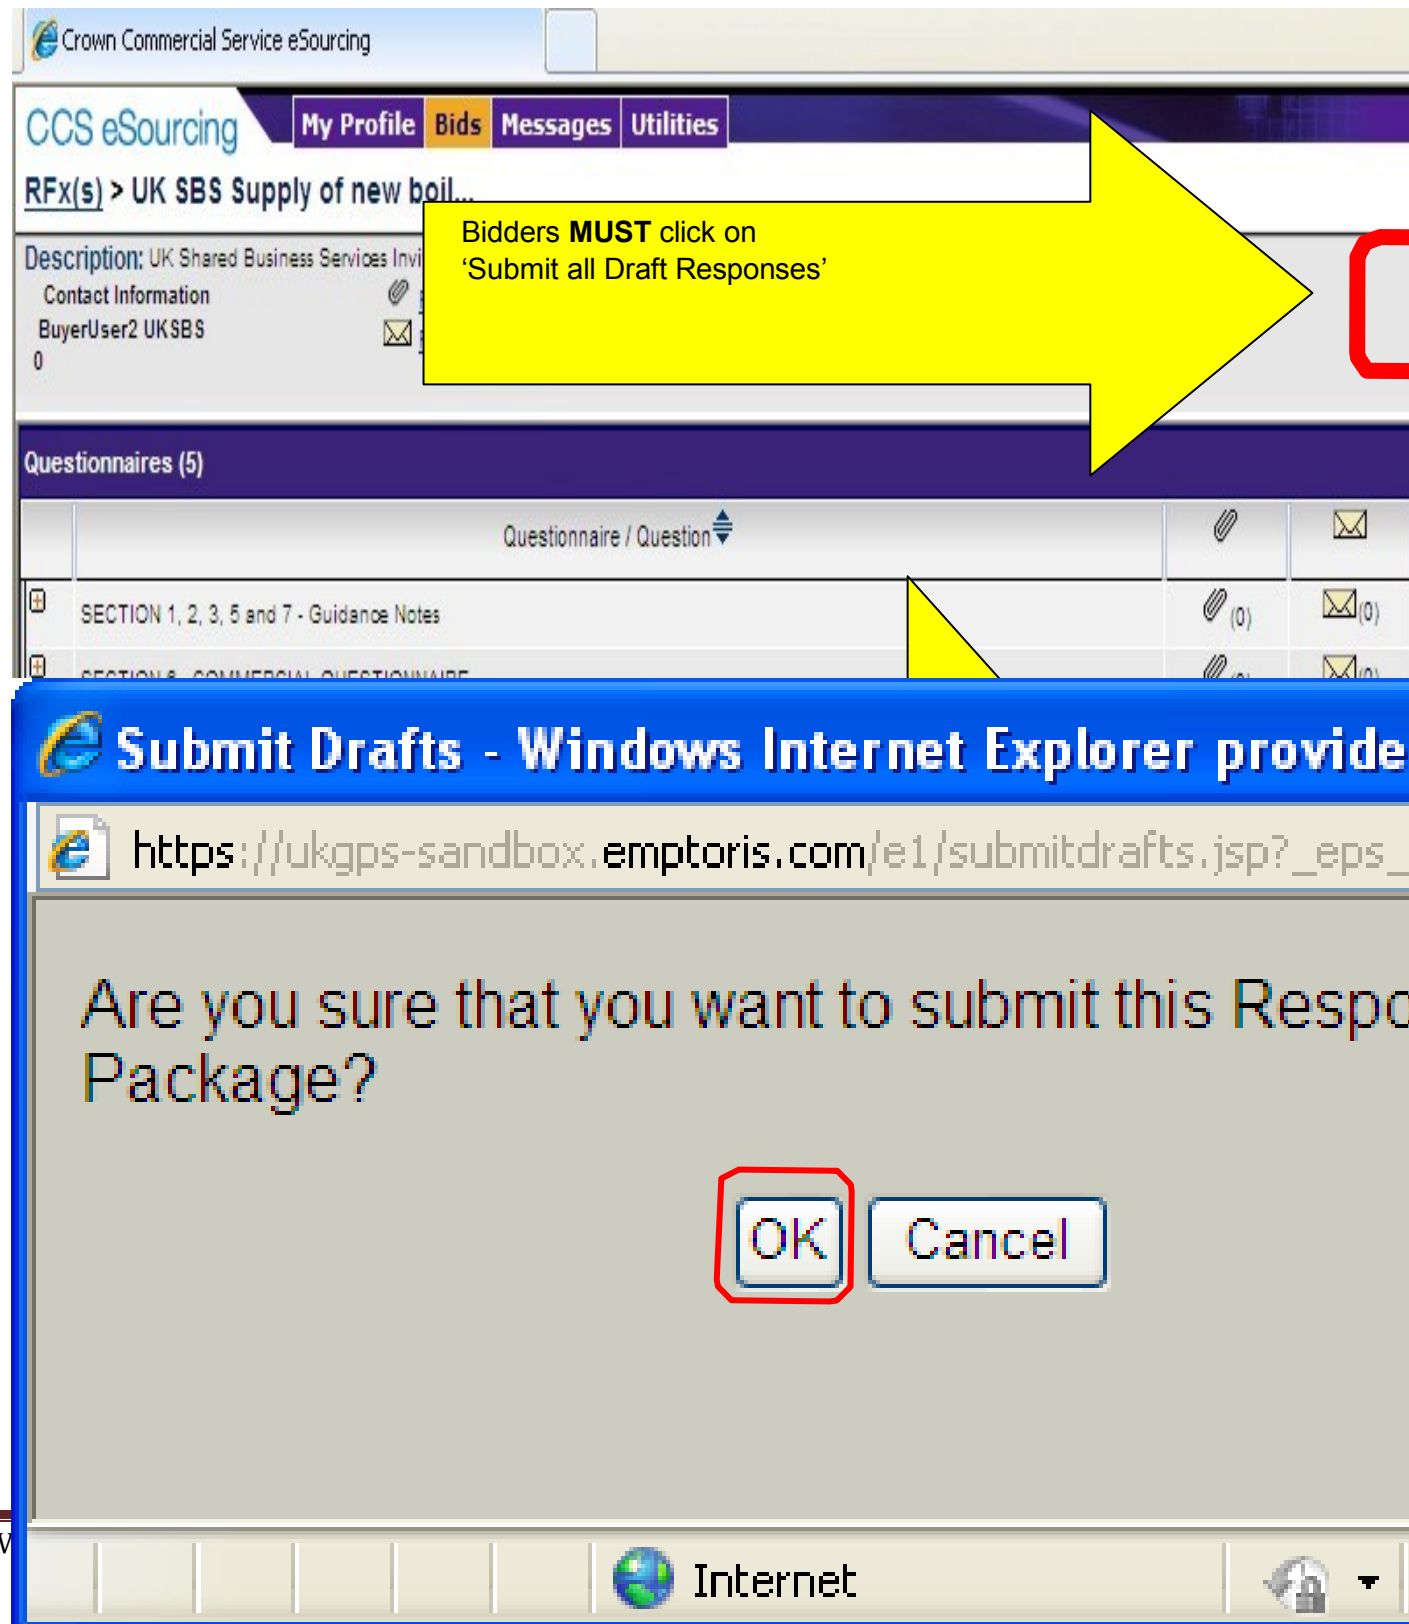 Crown Commercial Service eSourcing
CCS eSourcing
My Profile Bids Messages Utilities
RFx(s) > UK SBS Supply of new boil...
Bidders MUST click on
‘Submit all Draft Responses’
Description: UK Shared Business Services Invi
Contact Information
BuyerUser2 UKSBS
0
Questionnaires (5)
Questionnaire / Question
SECTION 1, 2, 3, 5 and 7 - Guidance Notes (0) (0)
COMMERCIAL QUESTIONNAIRE
Submit Drafts - Windows Internet Explorer provide
https://ukgps-sandbox.emptoris.com/e1/submitdrafts.jsp?_eps_
Are you sure that you want to submit this Respo
Package?
OK Cancel
Internet